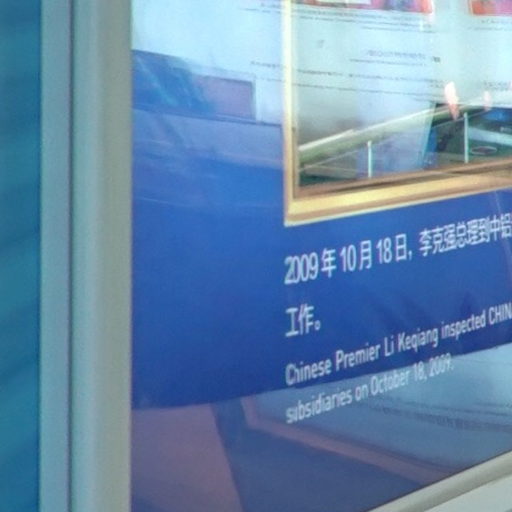 2009年10月18日，李克强总理到中铝
工作。
Chinese Premier Li Keqiang inspected CHIN
subsidiaries on October 18, 2009.